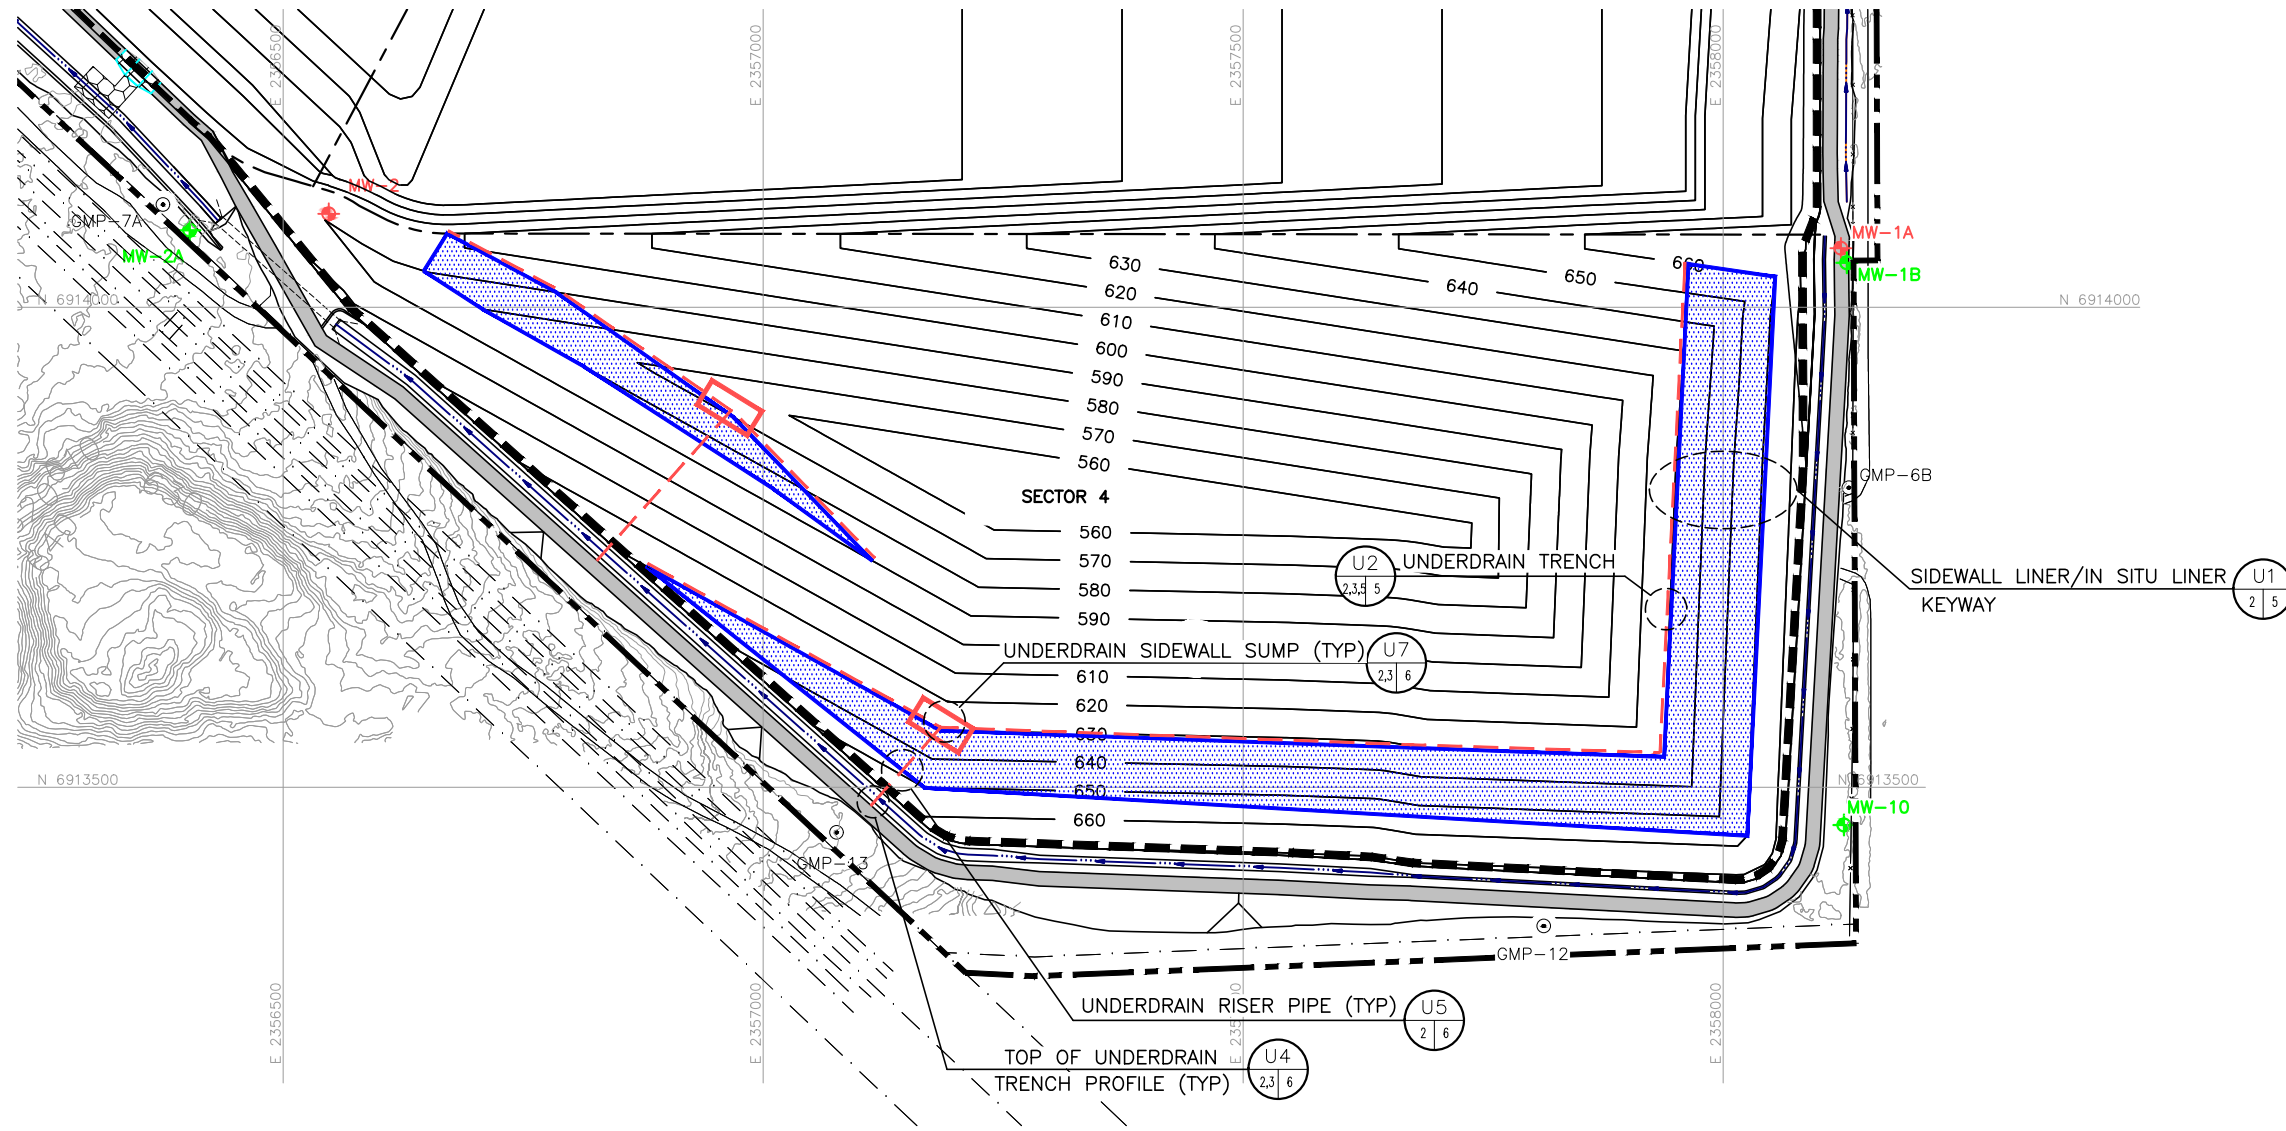 E 2356500
E 2357000
E 2357500
E 2358000
MW-2
GMP-7A
MW-2A
MW-1A
MW-1B
N 6914000
N 6914000
630
620
610
600
590
580
570
560
640
650
660
SECTOR 4
560
570
580
590
610
620
630
640
650
660
GMP-6B
U2
2,3,5 5
UNDERDRAIN TRENCH
SIDEWALL LINER/IN SITU LINER
KEYWAY
U1
2 5
UNDERDRAIN SIDEWALL SUMP (TYP)
U7
2,3 6
N 6913500
N 6913500
MW-10
GMP-13
GMP-12
UNDERDRAIN RISER PIPE (TYP)
U5
2 6
TOP OF UNDERDRAIN
TRENCH PROFILE (TYP)
U4
2,3 6
E 2356500
E 2357000
E 2358000